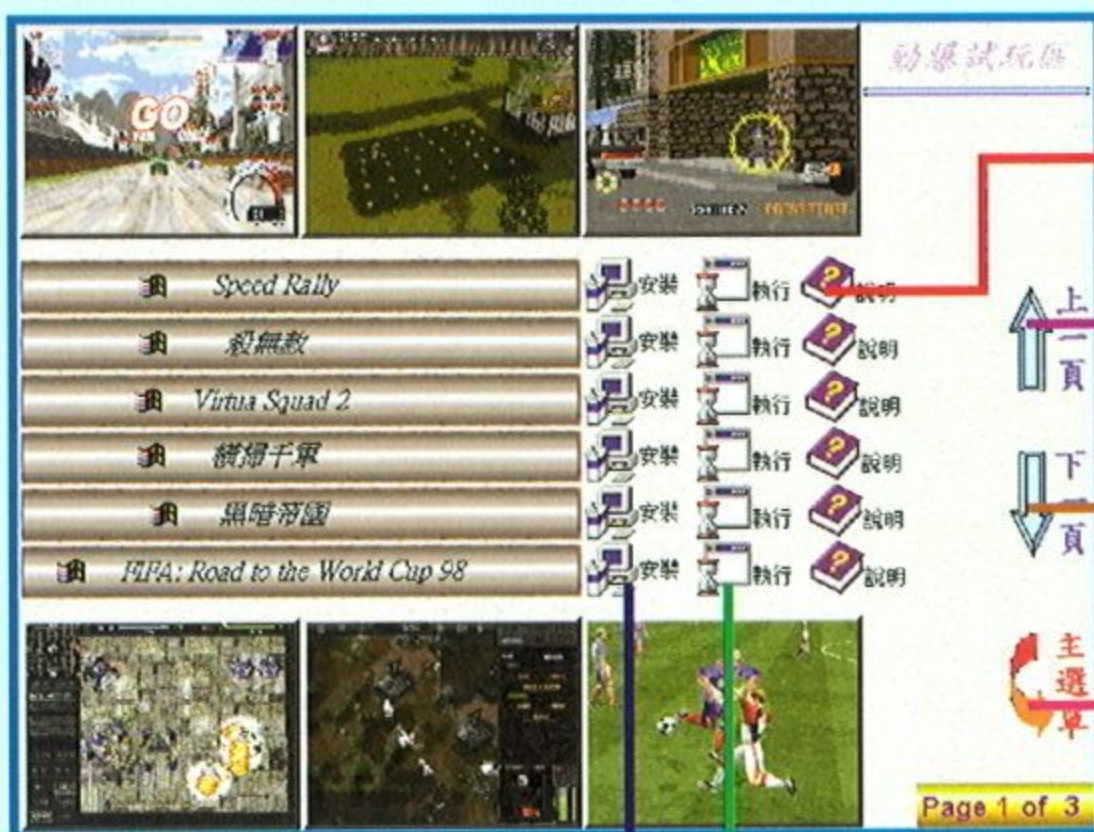 GO
勁爆試玩區
Speed Rally 安裝 執行 說明
殺無赦 安裝 執行 說明
Virtua Squad 2 安裝 執行 說明
橫掃千軍 安裝 執行 說明
黑暗帝國 安裝 執行 說明
FIFA: Road to the World Cup 98 安裝 執行 說明
上一頁
下一頁
主選單
Page 1 of 3